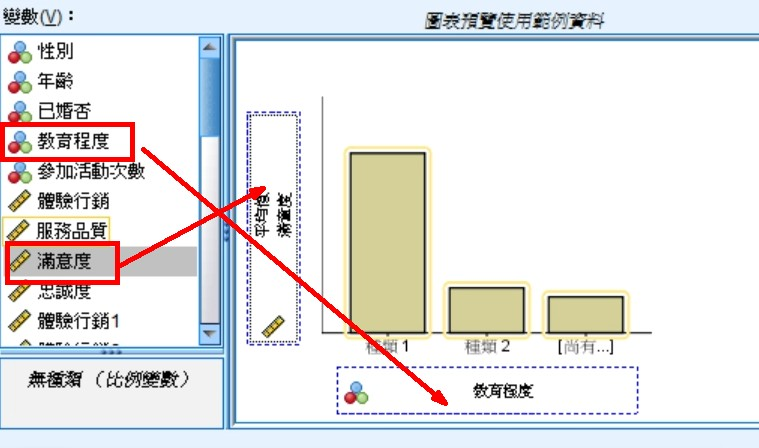 變數(V)：
圖表預覽使用範例資料
性別
年齡
已婚否
教育程度
參加活動次數
體驗行銷
服務品質
滿意度
忠誠度
體驗行銷1
滿意度
種類 1
種類 2
[尚有...]
教育程度
無種類（比例變數）